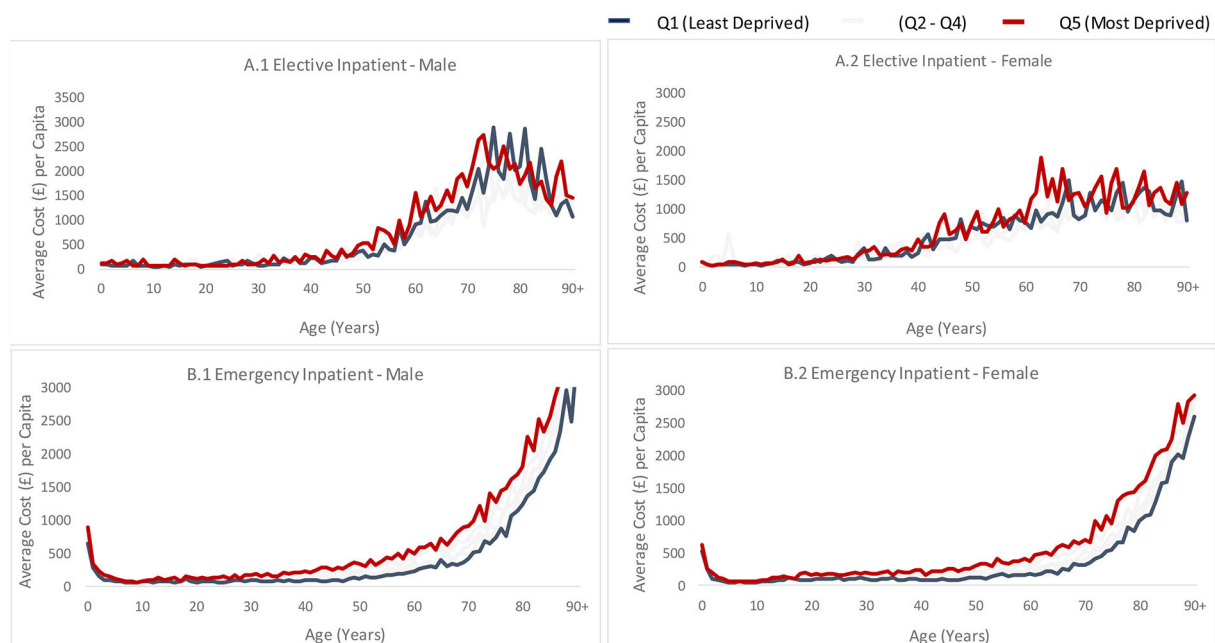 Q1 (Least Deprived) (Q2 - Q4) Q5 (Most Deprived)
A.1 Elective Inpatient - Male
Average Cost (£) per Capita
3500
3000
2500
2000
1500
1000
500
0
0 10 20 30 40 50 60 70 80 90+
Age (Years)
A.2 Elective Inpatient - Female
Average Cost (£) per Capita
3000
2500
2000
1500
1000
500
0
0 10 20 30 40 50 60 70 80 90+
Age (Years)
B.1 Emergency Inpatient - Male
Average Cost (£) per Capita
3000
2500
2000
1500
1000
500
0
0 10 20 30 40 50 60 70 80 90+
Age (Years)
B.2 Emergency Inpatient - Female
Average Cost (£) per Capita
3000
2500
2000
1500
1000
500
0
0 10 20 30 40 50 60 70 80 90+
Age (Years)